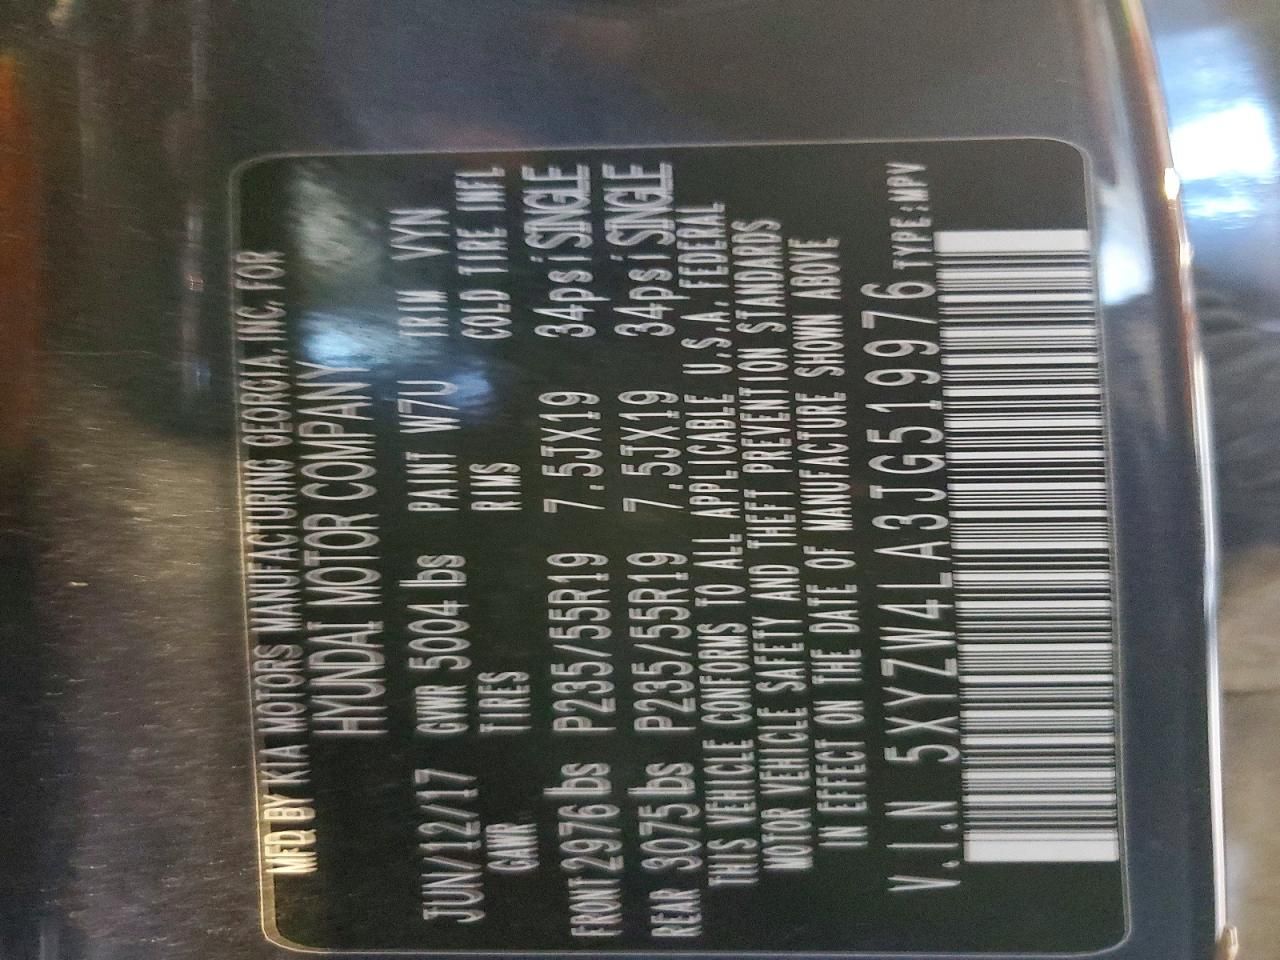 MFD BY KIA MOTORS MANUFACTURING GEORGIA, INC. FOR
HYUNDAI MOTOR COMPANY
JUN/12/17 GVWR 5004 lbs PAINT W7U TRIM VYN
GAWR TIRES RIMS COLD TIRE INFL
FRONT 2976 lbs P235/55R19 7.5JX19 34psi SINGLE
REAR 3075 lbs P235/55R19 7.5JX19 34psi SINGLE
THIS VEHICLE CONFORMS TO ALL APPLICABLE U.S.A. FEDERAL
MOTOR VEHICLE SAFETY AND THEFT PREVENTION STANDARDS
IN EFFECT ON THE DATE OF MANUFACTURE SHOWN ABOVE
V.I.N 5XYZW4LA3JG519976 TYPE:MPV